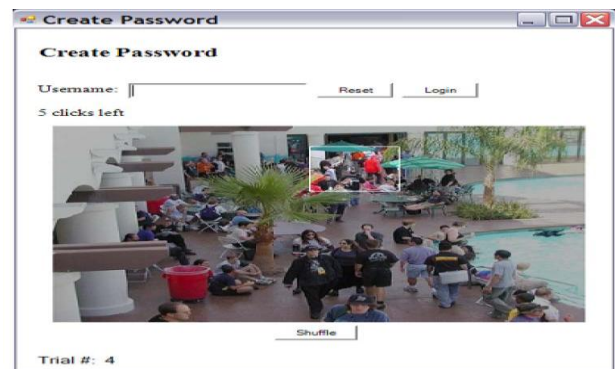 Create Password
Create Password
Username: Reset Login
5 clicks left
Shuffle
Trial #: 4